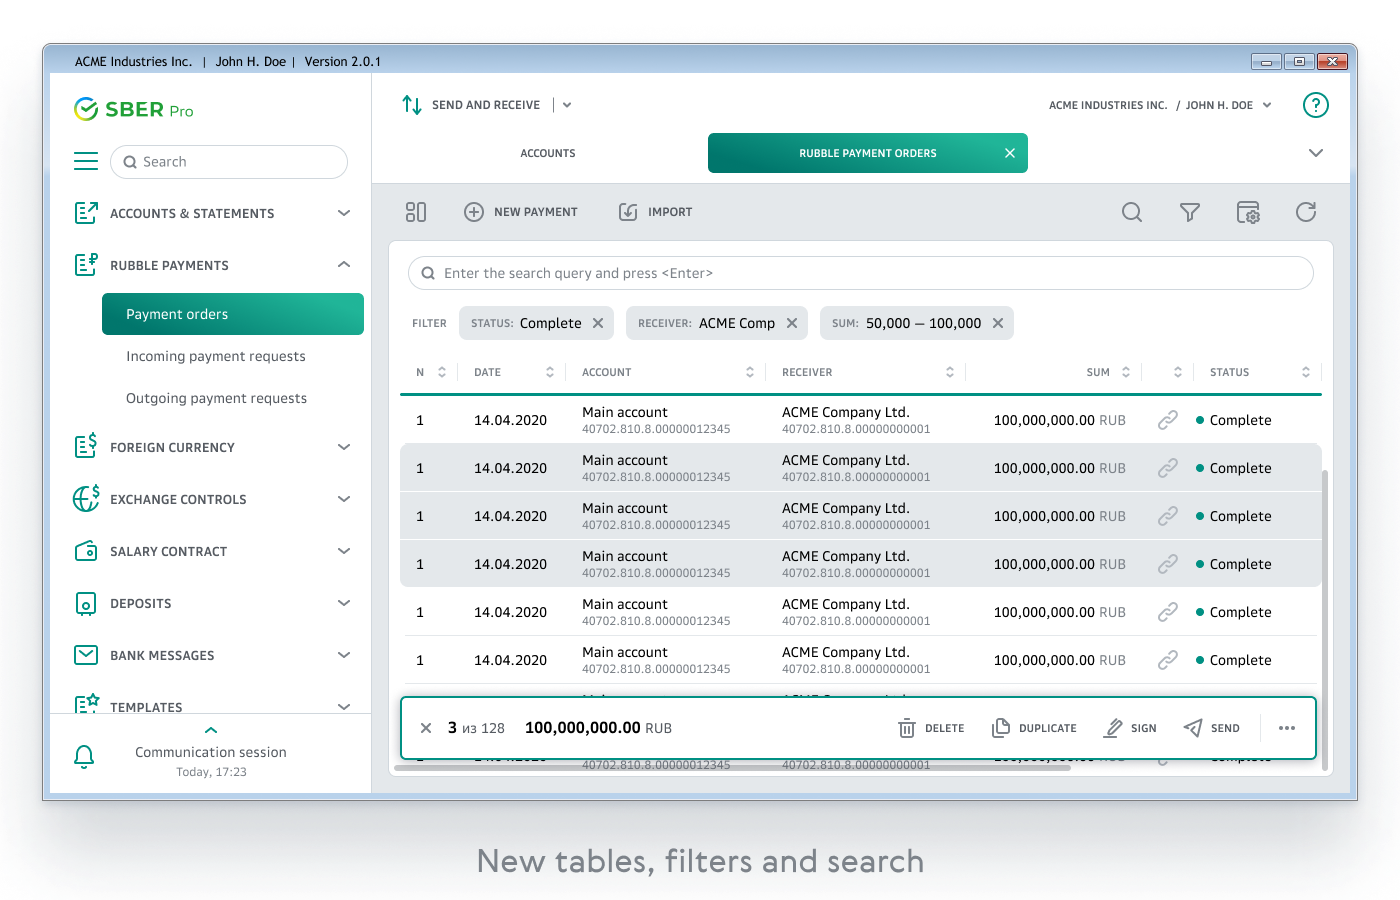 ACME Industries Inc. | John H. Doe | Version 2.0.1
SBER Pro
Search
ACCOUNTS & STATEMENTS
RUBBLE PAYMENTS
Payment orders
Incoming payment requests
Outgoing payment requests
FOREIGN CURRENCY
EXCHANGE CONTROLS
SALARY CONTRACT
DEPOSITS
BANK MESSAGES
TEMPLATES
Communication session
Today, 17:23
SEND AND RECEIVE
ACME INDUSTRIES INC. / JOHN H. DOE
?
ACCOUNTS
RUBBLE PAYMENT ORDERS
NEW PAYMENT
IMPORT
Enter the search query and press <Enter>
FILTER STATUS: Complete RECEIVER: ACME Comp SUM: 50,000 — 100,000
N DATE ACCOUNT RECEIVER SUM STATUS
1 14.04.2020 Main account ACME Company Ltd. 100,000,000.00 RUB Complete
40702.810.8.00000012345 40702.810.8.00000000001
1 14.04.2020 Main account ACME Company Ltd. 100,000,000.00 RUB Complete
40702.810.8.00000012345 40702.810.8.00000000001
1 14.04.2020 Main account ACME Company Ltd. 100,000,000.00 RUB Complete
40702.810.8.00000012345 40702.810.8.00000000001
1 14.04.2020 Main account ACME Company Ltd. 100,000,000.00 RUB Complete
40702.810.8.00000012345 40702.810.8.00000000001
1 14.04.2020 Main account ACME Company Ltd. 100,000,000.00 RUB Complete
40702.810.8.00000012345 40702.810.8.00000000001
1 14.04.2020 Main account ACME Company Ltd. 100,000,000.00 RUB Complete
40702.810.8.00000012345 40702.810.8.00000000001
3 из 128 100,000,000.00 RUB DELETE DUPLICATE SIGN SEND
40702.810.8.00000012345 40702.810.8.00000000001
New tables, filters and search